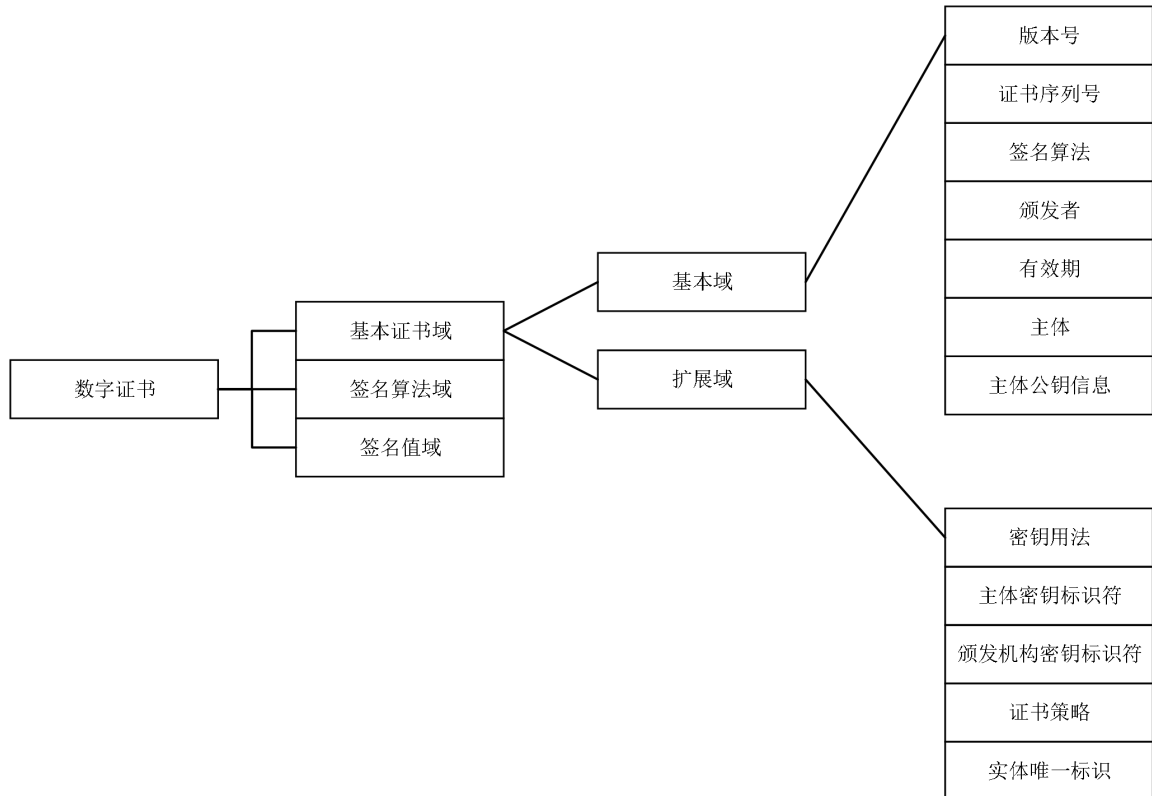 数字证书
基本证书域
签名算法域
签名值域
基本域
扩展域
版本号
证书序列号
签名算法
颁发者
有效期
主体
主体公钥信息
密钥用法
主体密钥标识符
颁发机构密钥标识符
证书策略
实体唯一标识